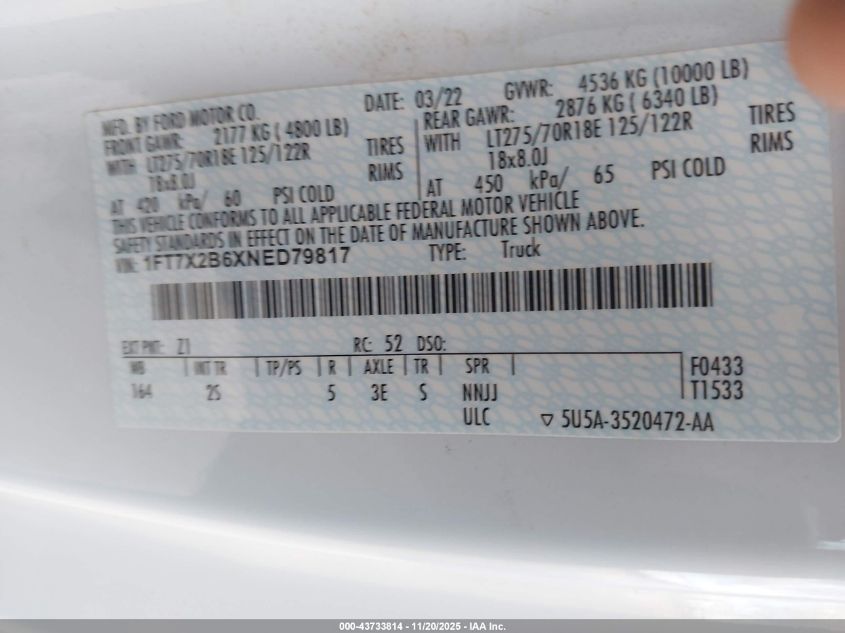 MFD. BY FORD MOTOR CO.
DATE: 03/22 GVWR: 4536 KG (10000 LB)
FRONT GAWR: 2177 KG ( 4800 LB)
WITH LT275/70R18E 125/122R TIRES
18x8.0J RIMS
AT 420 kPa/ 60 PSI COLD
REAR GAWR: 2876 KG ( 6340 LB)
WITH LT275/70R18E 125/122R TIRES
18x8.0J RIMS
AT 450 kPa/ 65 PSI COLD
THIS VEHICLE CONFORMS TO ALL APPLICABLE FEDERAL MOTOR VEHICLE
SAFETY STANDARDS IN EFFECT ON THE DATE OF MANUFACTURE SHOWN ABOVE.
VIN: 1FT7X2B6XNED79817 TYPE: Truck
EXT PNT: Z1 RC: 52 DSO:
WB INT TR TP/PS R AXLE TR SPR F0433
164 2S 5 3E S NNJJ T1533
ULC ▽ 5U5A-3520472-AA
000-43733814 - 11/20/2025 - IAA Inc.